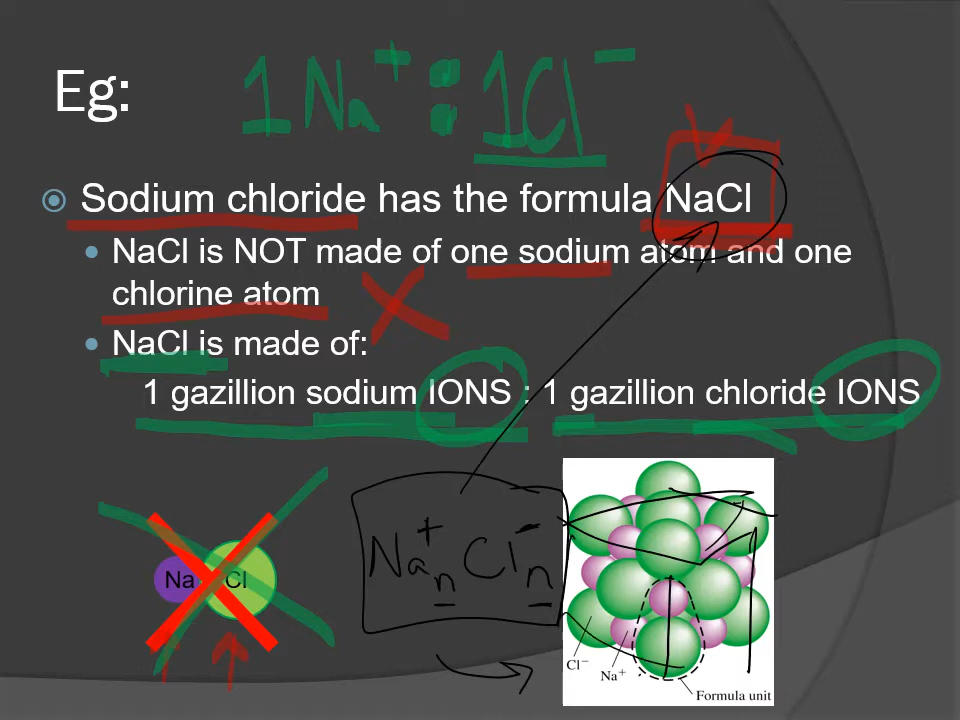 Eg:
1 Na⁺ : 1Cl⁻
Sodium chloride has the formula NaCl
NaCl is NOT made of one sodium atom and one
chlorine atom
NaCl is made of:
1 gazillion sodium IONS : 1 gazillion chloride IONS
Na Cl
Na⁺n Cl⁻n
Cl⁻
Na⁺
Formula unit